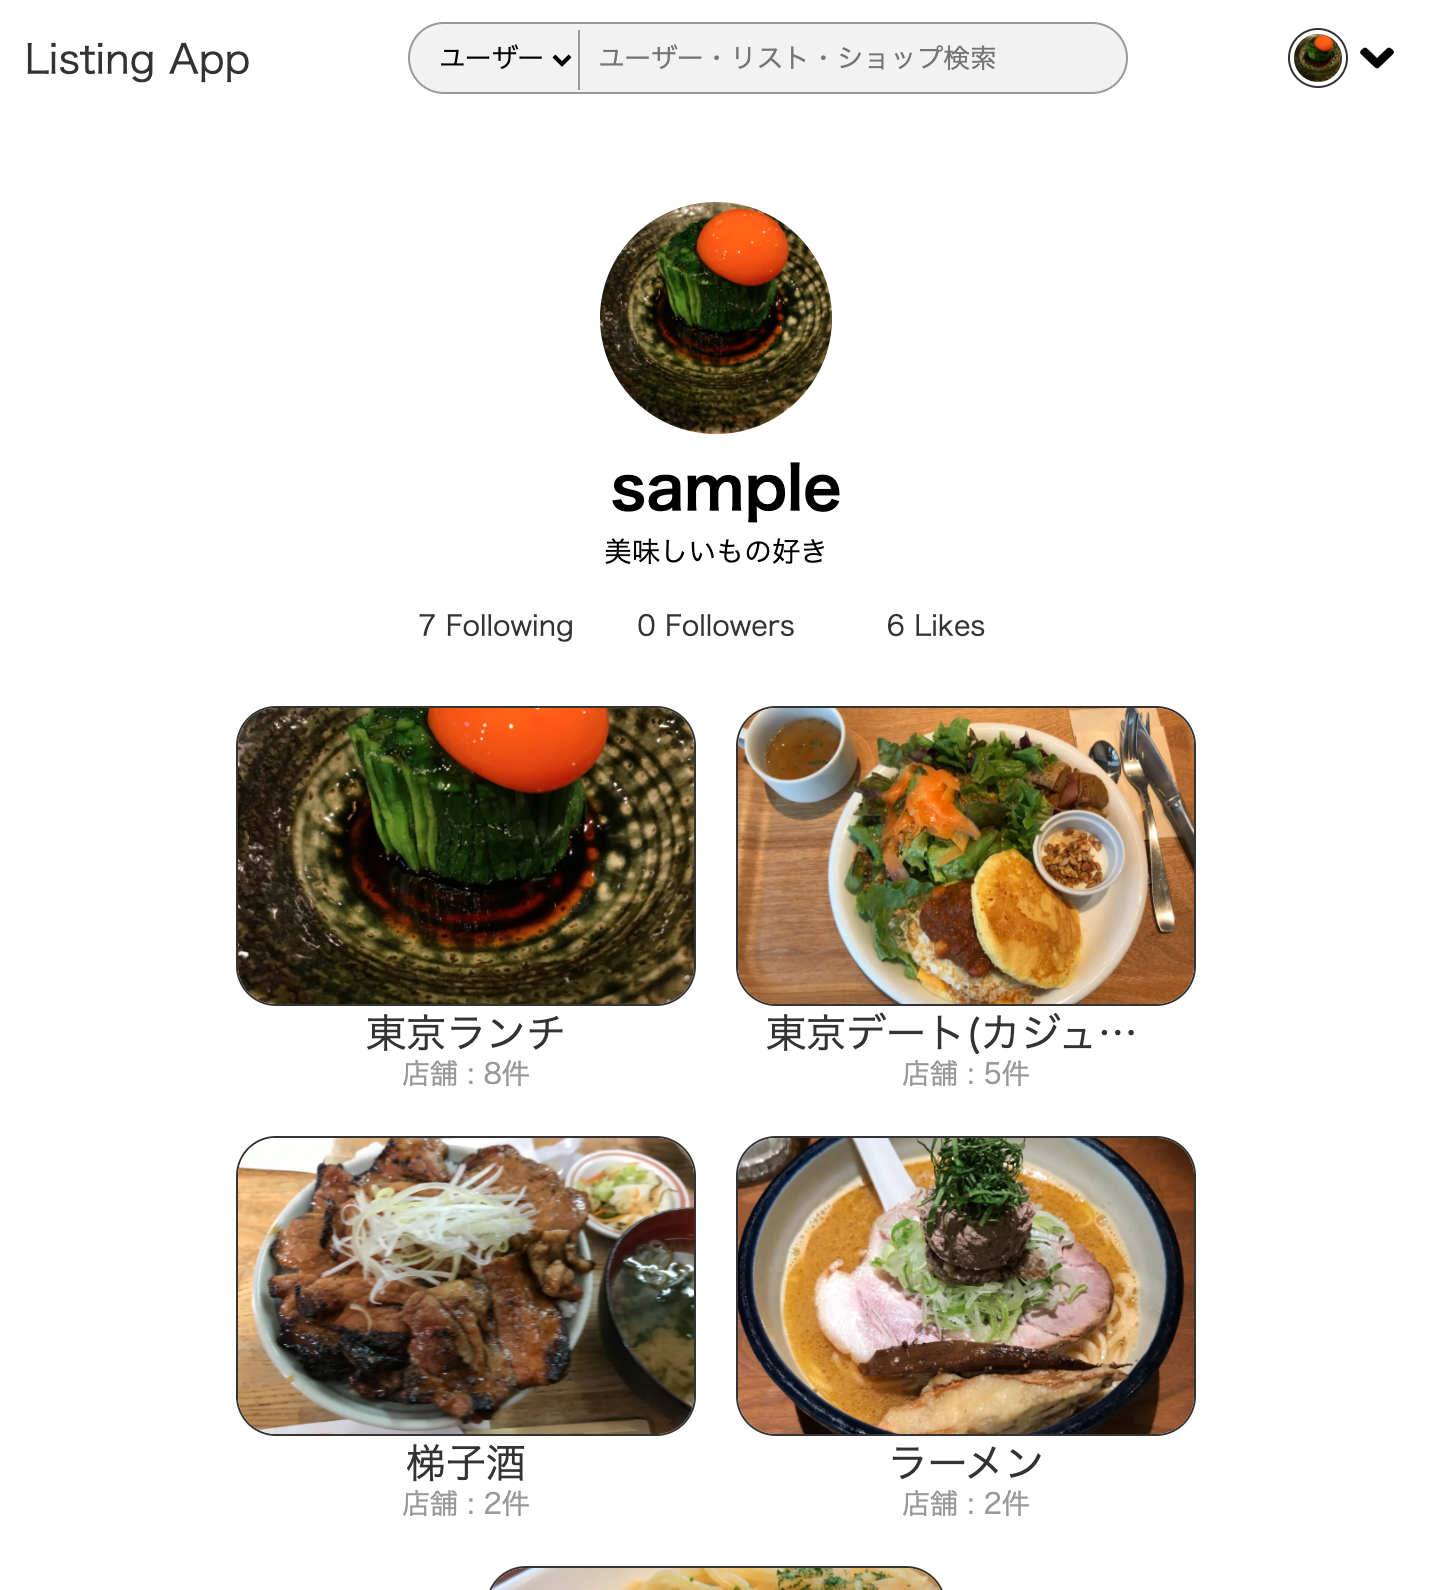 Listing App
ユーザー
ユーザー・リスト・ショップ検索
sample
美味しいもの好き
7 Following
0 Followers
6 Likes
東京ランチ
店舗 : 8件
東京デート(カジュ…
店舗 : 5件
梯子酒
店舗 : 2件
ラーメン
店舗 : 2件